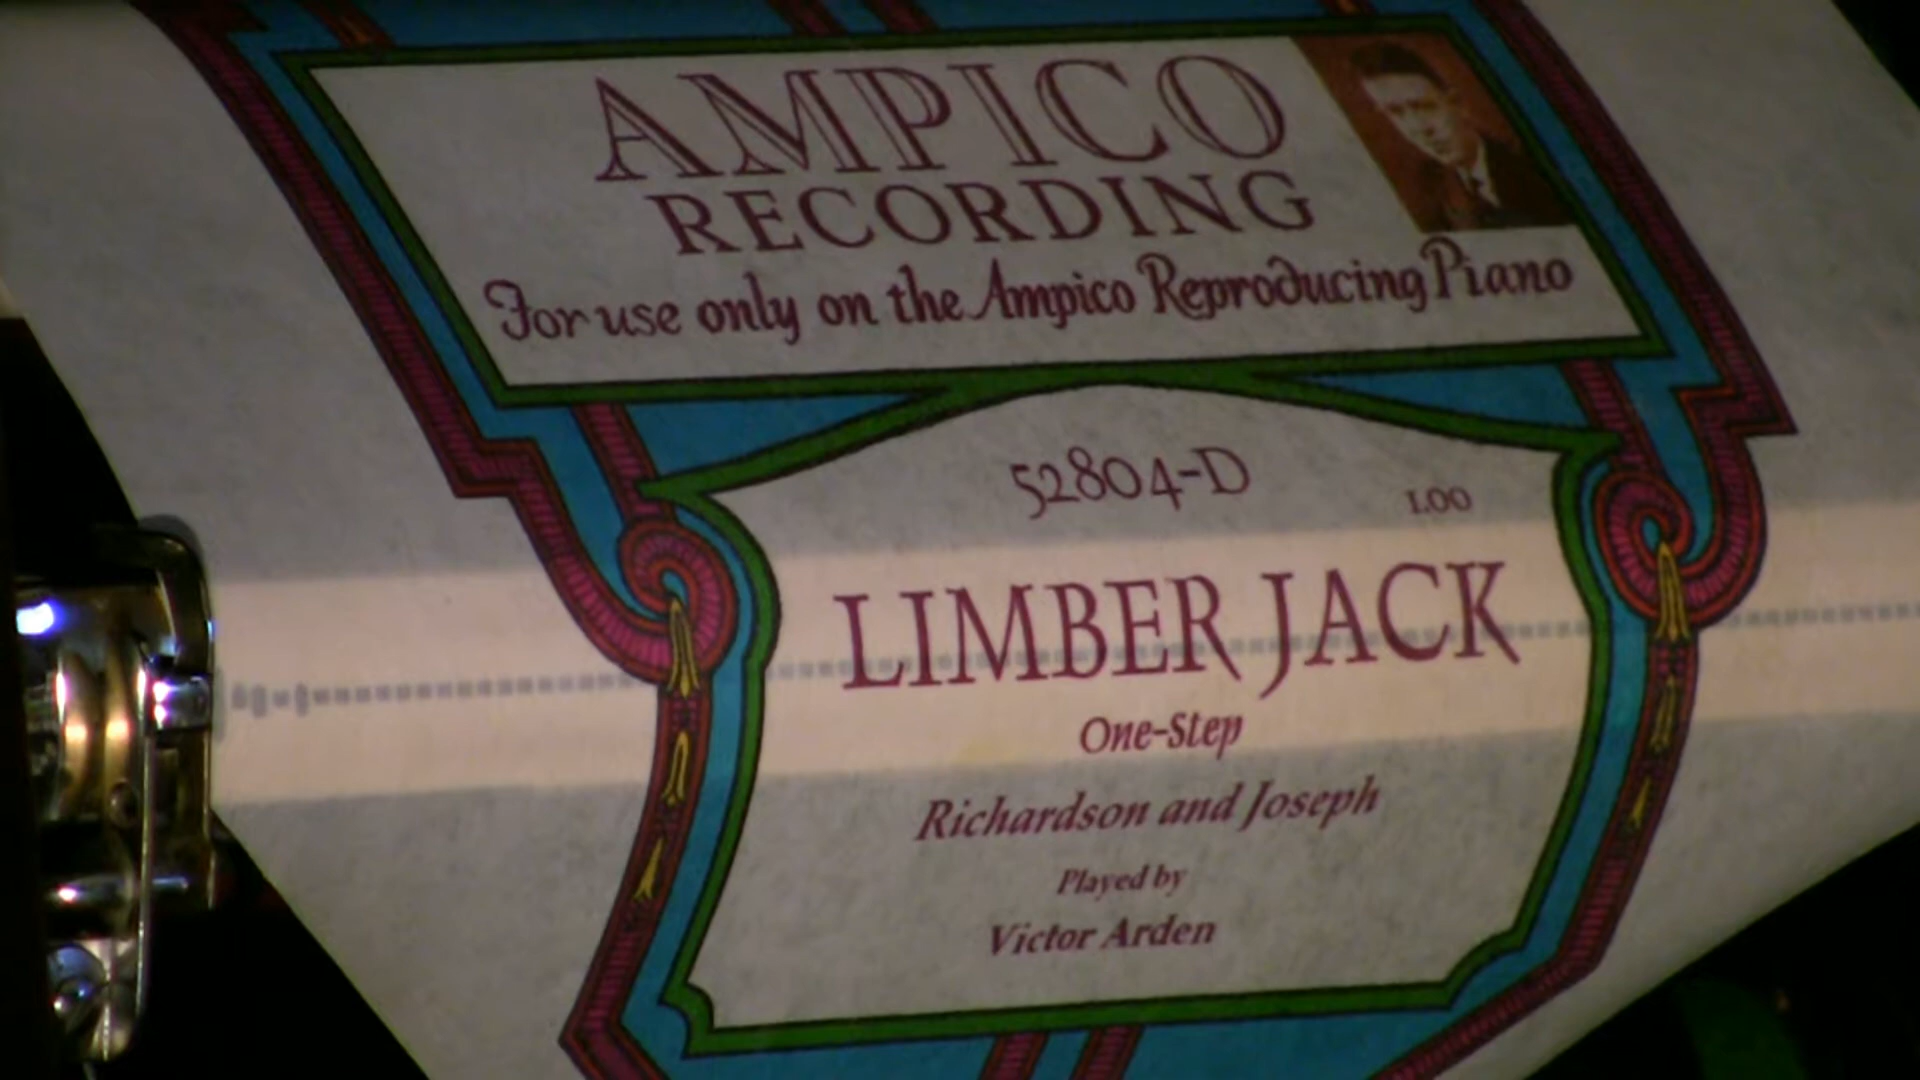 AMPICO
RECORDING
For use only on the Ampico Reproducing Piano
52804-D
1.00
LIMBER JACK
One-Step
Richardson and Joseph
Played by
Victor Arden